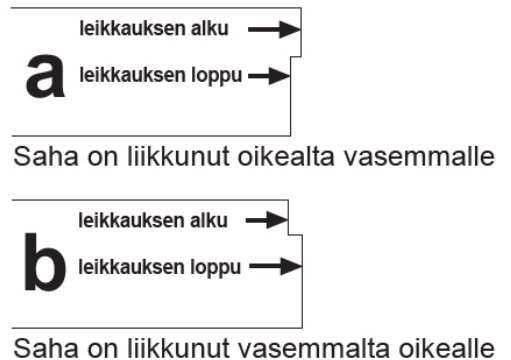 leikkauksen alku
a
leikkauksen loppu
Saha on liikkunut oikealta vasemmalle
leikkauksen alku
b
leikkauksen loppu
Saha on liikkunut vasemmalta oikealle